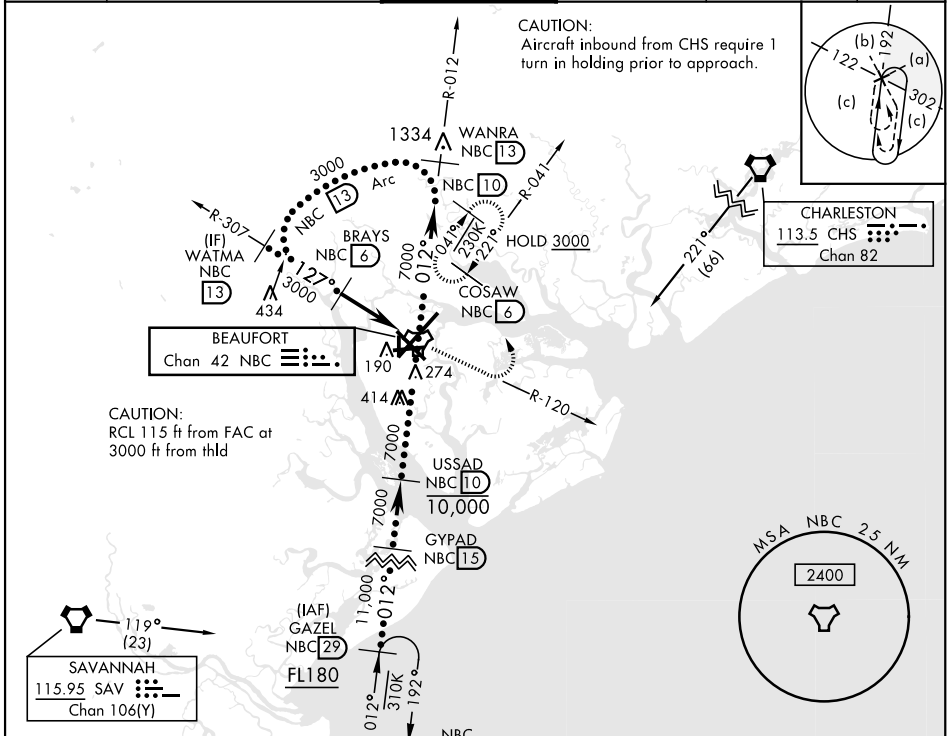 CAUTION:
Aircraft inbound from CHS require 1
turn in holding prior to approach.
(b)
192
(a)
122
302
(c)
(c)
R-012
1334
WANRA
NBC 13
3000
NBC 13 Arc
NBC 10
R-041
R-307
(IF)
WATMA
NBC
13
BRAYS
NBC 6
7000
012°
041°
230K
221°
HOLD 3000
CHARLESTON
113.5 CHS
Chan 82
221°
(66)
127°
3000
434
COSAW
NBC 6
BEAUFORT
Chan 42 NBC
190
274
414
R-120
CAUTION:
RCL 115 ft from FAC at
3000 ft from thld
7000
USSAD
NBC 10
10,000
7000
GYPAD
NBC 15
MSA NBC 25 NM
2400
11,000
012°
(IAF)
GAZEL
NBC 29
FL180
119°
(23)
SAVANNAH
115.95 SAV
Chan 106(Y)
012°
310K
192°
NBC